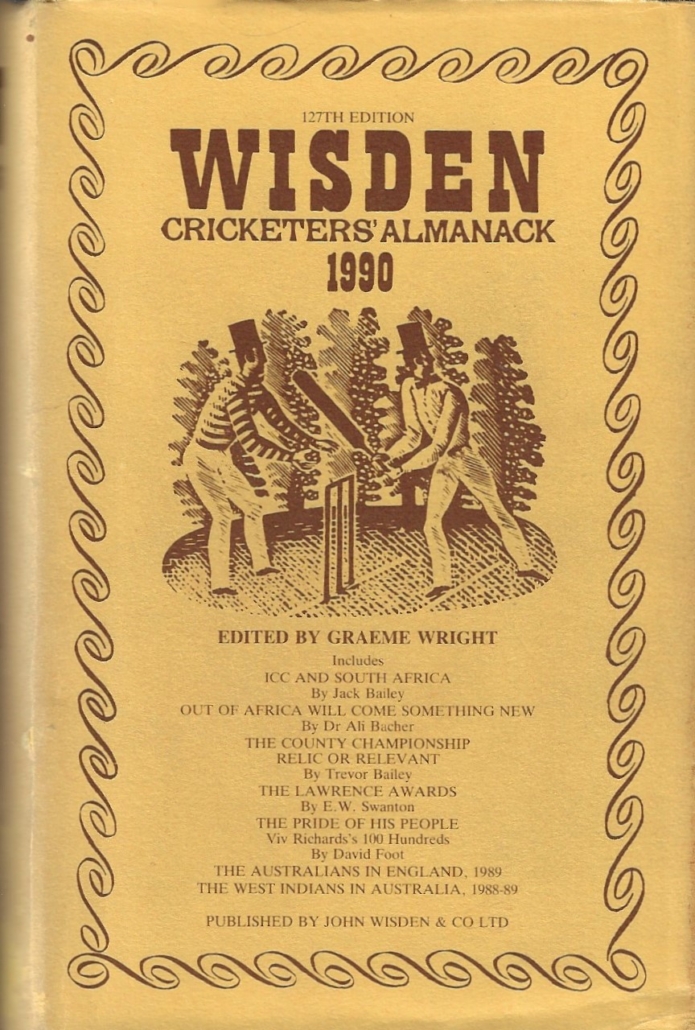 127TH EDITION
WISDEN
CRICKETERS' ALMANACK
1990
EDITED BY GRAEME WRIGHT
Includes
ICC AND SOUTH AFRICA
By Jack Bailey
OUT OF AFRICA WILL COME SOMETHING NEW
By Dr Ali Bacher
THE COUNTY CHAMPIONSHIP
RELIC OR RELEVANT
By Trevor Bailey
THE LAWRENCE AWARDS
By E.W. Swanton
THE PRIDE OF HIS PEOPLE
Viv Richards's 100 Hundreds
By David Foot
THE AUSTRALIANS IN ENGLAND, 1989
THE WEST INDIANS IN AUSTRALIA, 1988-89
PUBLISHED BY JOHN WISDEN & CO LTD